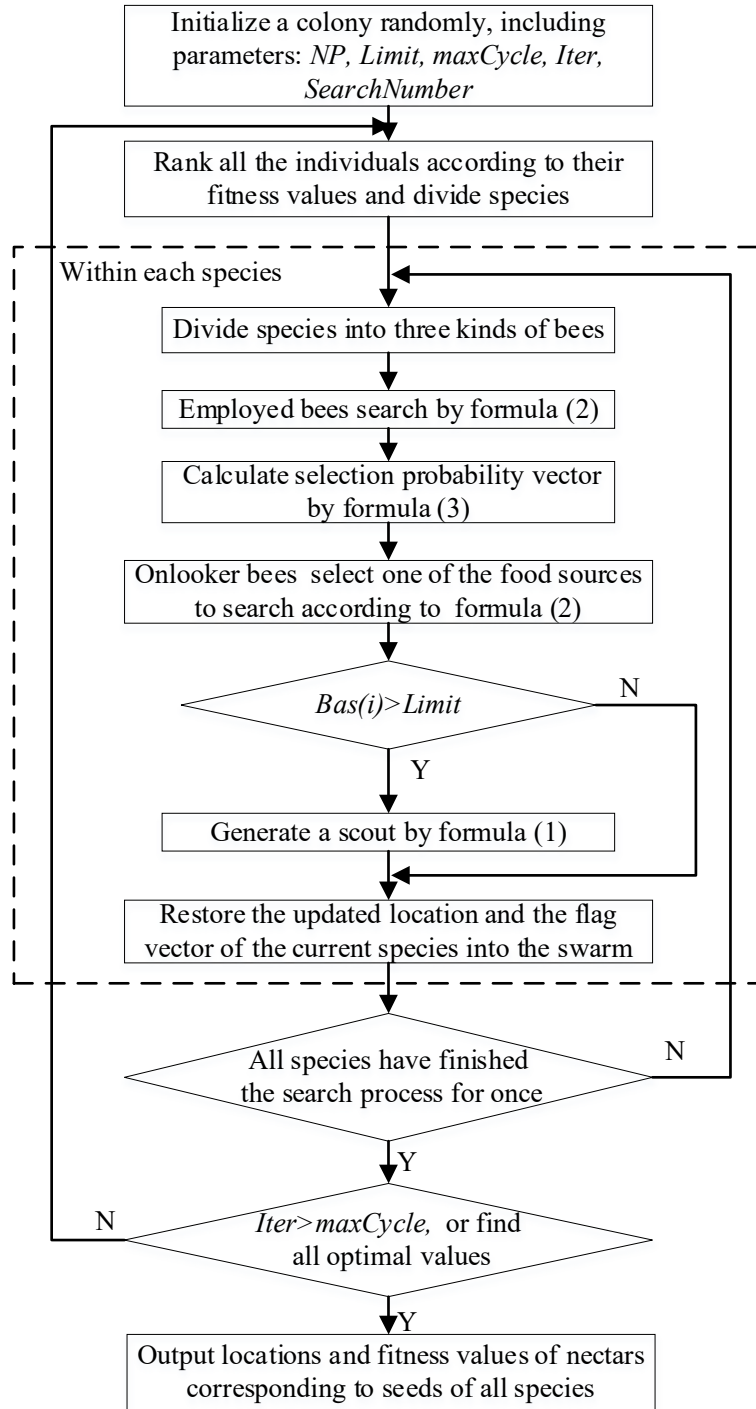 Initialize a colony randomly, including
parameters: NP, Limit, maxCycle, Iter,
SearchNumber
Rank all the individuals according to their
fitness values and divide species
Within each species
Divide species into three kinds of bees
Employed bees search by formula (2)
Calculate selection probability vector
by formula (3)
Onlooker bees select one of the food sources
to search according to formula (2)
Bas(i)>Limit
N
Y
Generate a scout by formula (1)
Restore the updated location and the flag
vector of the current species into the swarm
All species have finished
the search process for once
N
Y
N
Iter>maxCycle, or find
all optimal values
Y
Output locations and fitness values of nectars
corresponding to seeds of all species